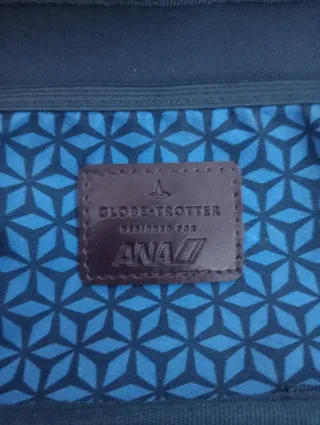 GLOBE-TROTTER
DESIGNED FOR
ANA